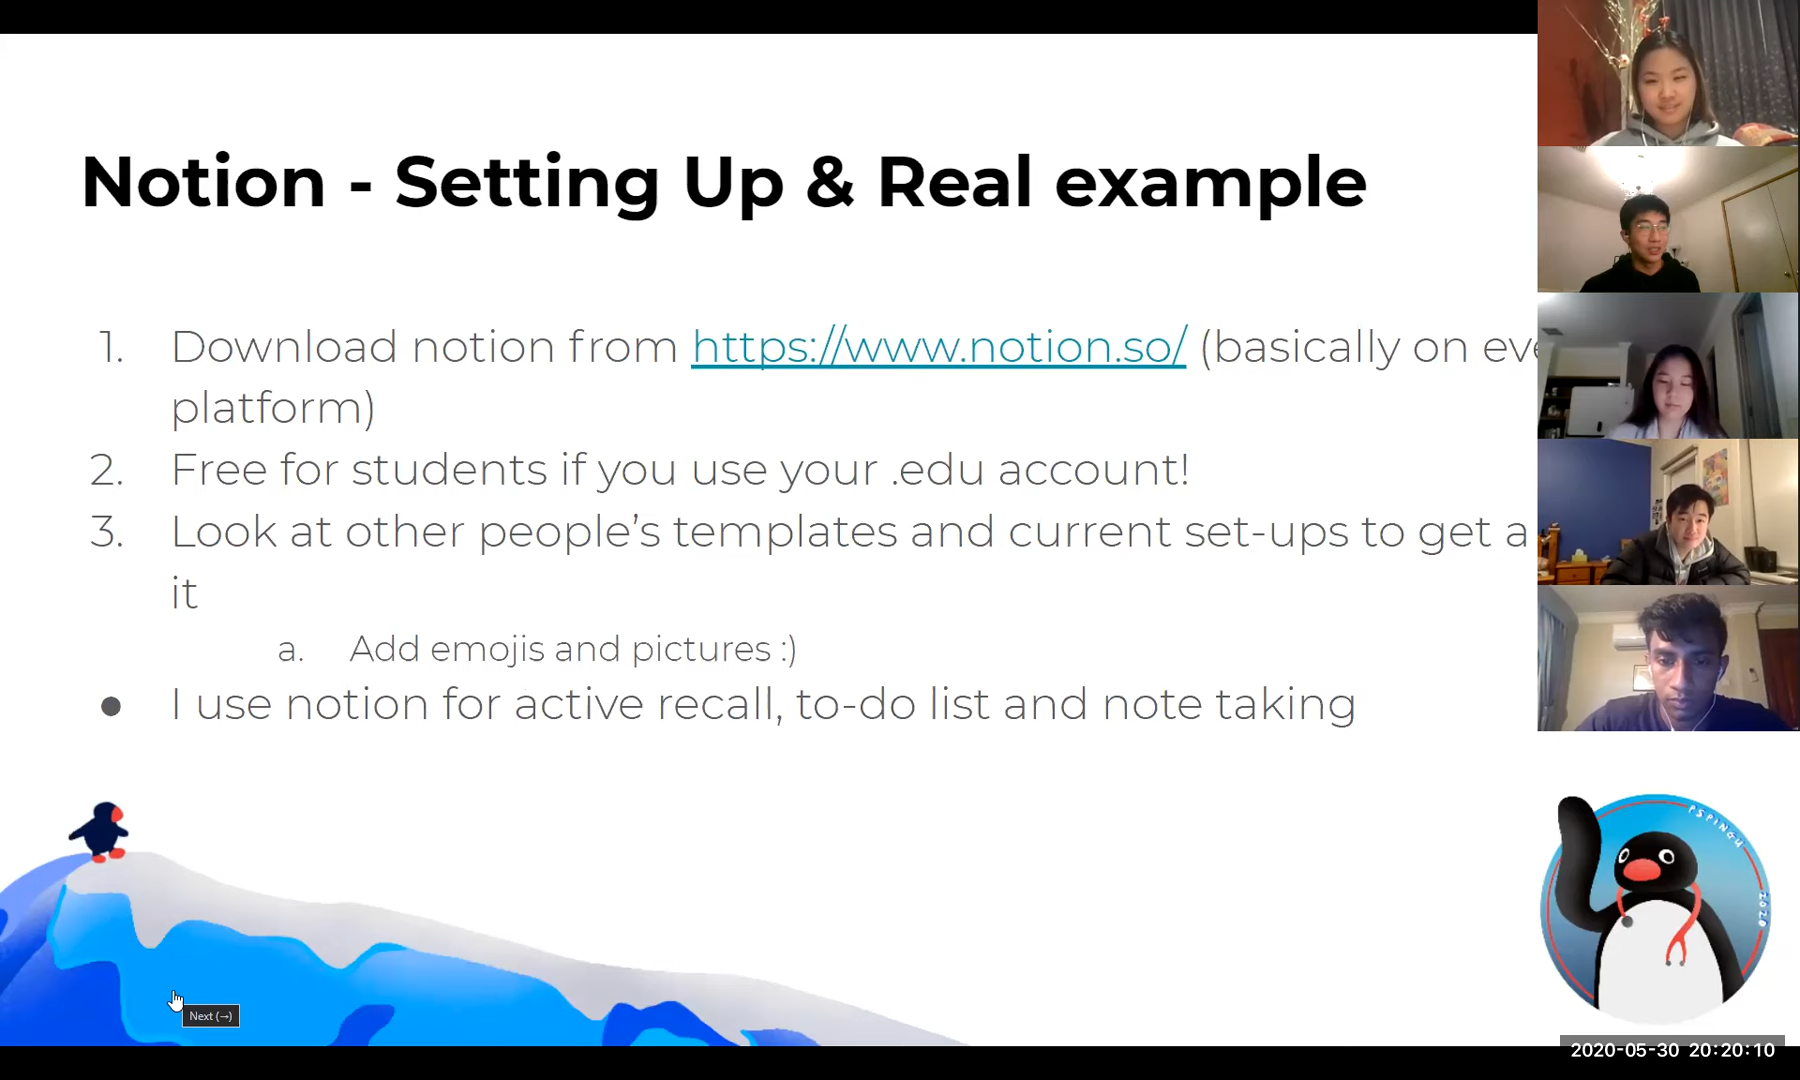 Notion - Setting Up & Real example
1. Download notion from https://www.notion.so/ (basically on
platform)
2. Free for students if you use your .edu account!
3. Look at other people’s templates and current set-ups to get a
it
a. Add emojis and pictures :)
● I use notion for active recall, to-do list and note taking
PSPINGU
2020
Next (→)
2020-05-30 20:20:10